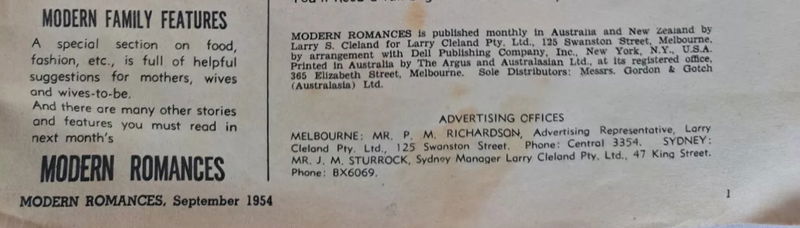 MODERN FAMILY FEATURES
A special section on food,
fashion, etc., is full of helpful
suggestions for mothers, wives
and wives-to-be.
And there are many other stories
and features you must read in
next month's
MODERN ROMANCES
MODERN ROMANCES, September 1954
MODERN ROMANCES is published monthly in Australia and New Zealand by
Larry S. Cleland for Larry Cleland Pty. Ltd., 125 Swanston Street, Melbourne,
by arrangement with Dell Publishing Company, Inc., New York, N.Y., U.S.A.
Printed in Australia by The Argus and Australasian Ltd., at its registered office,
365 Elizabeth Street, Melbourne. Sole Distributors: Messrs. Gordon & Gotch
(Australasia) Ltd.
ADVERTISING OFFICES
MELBOURNE: MR. P. M. RICHARDSON, Advertising Representative, Larry
Cleland Pty. Ltd., 125 Swanston Street. Phone: Central 3354. SYDNEY:
MR. J. M. STURROCK, Sydney Manager Larry Cleland Pty. Ltd., 47 King Street.
Phone: BX6069.
1